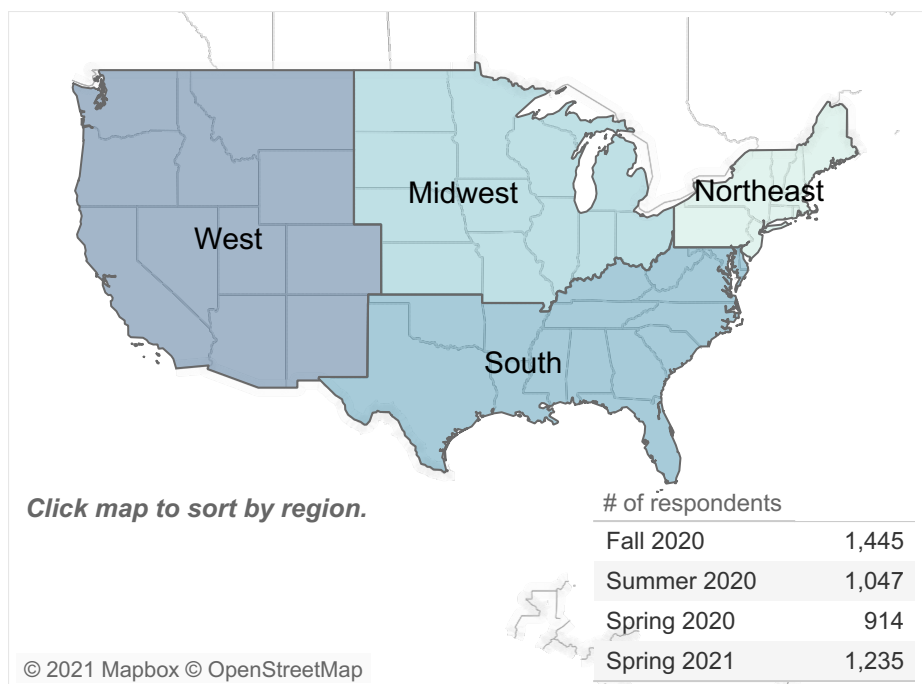 Midwest
Northeast
West
South
Click map to sort by region.
# of respondents
Fall 2020 1,445
Summer 2020 1,047
Spring 2020 914
Spring 2021 1,235
© 2021 Mapbox © OpenStreetMap